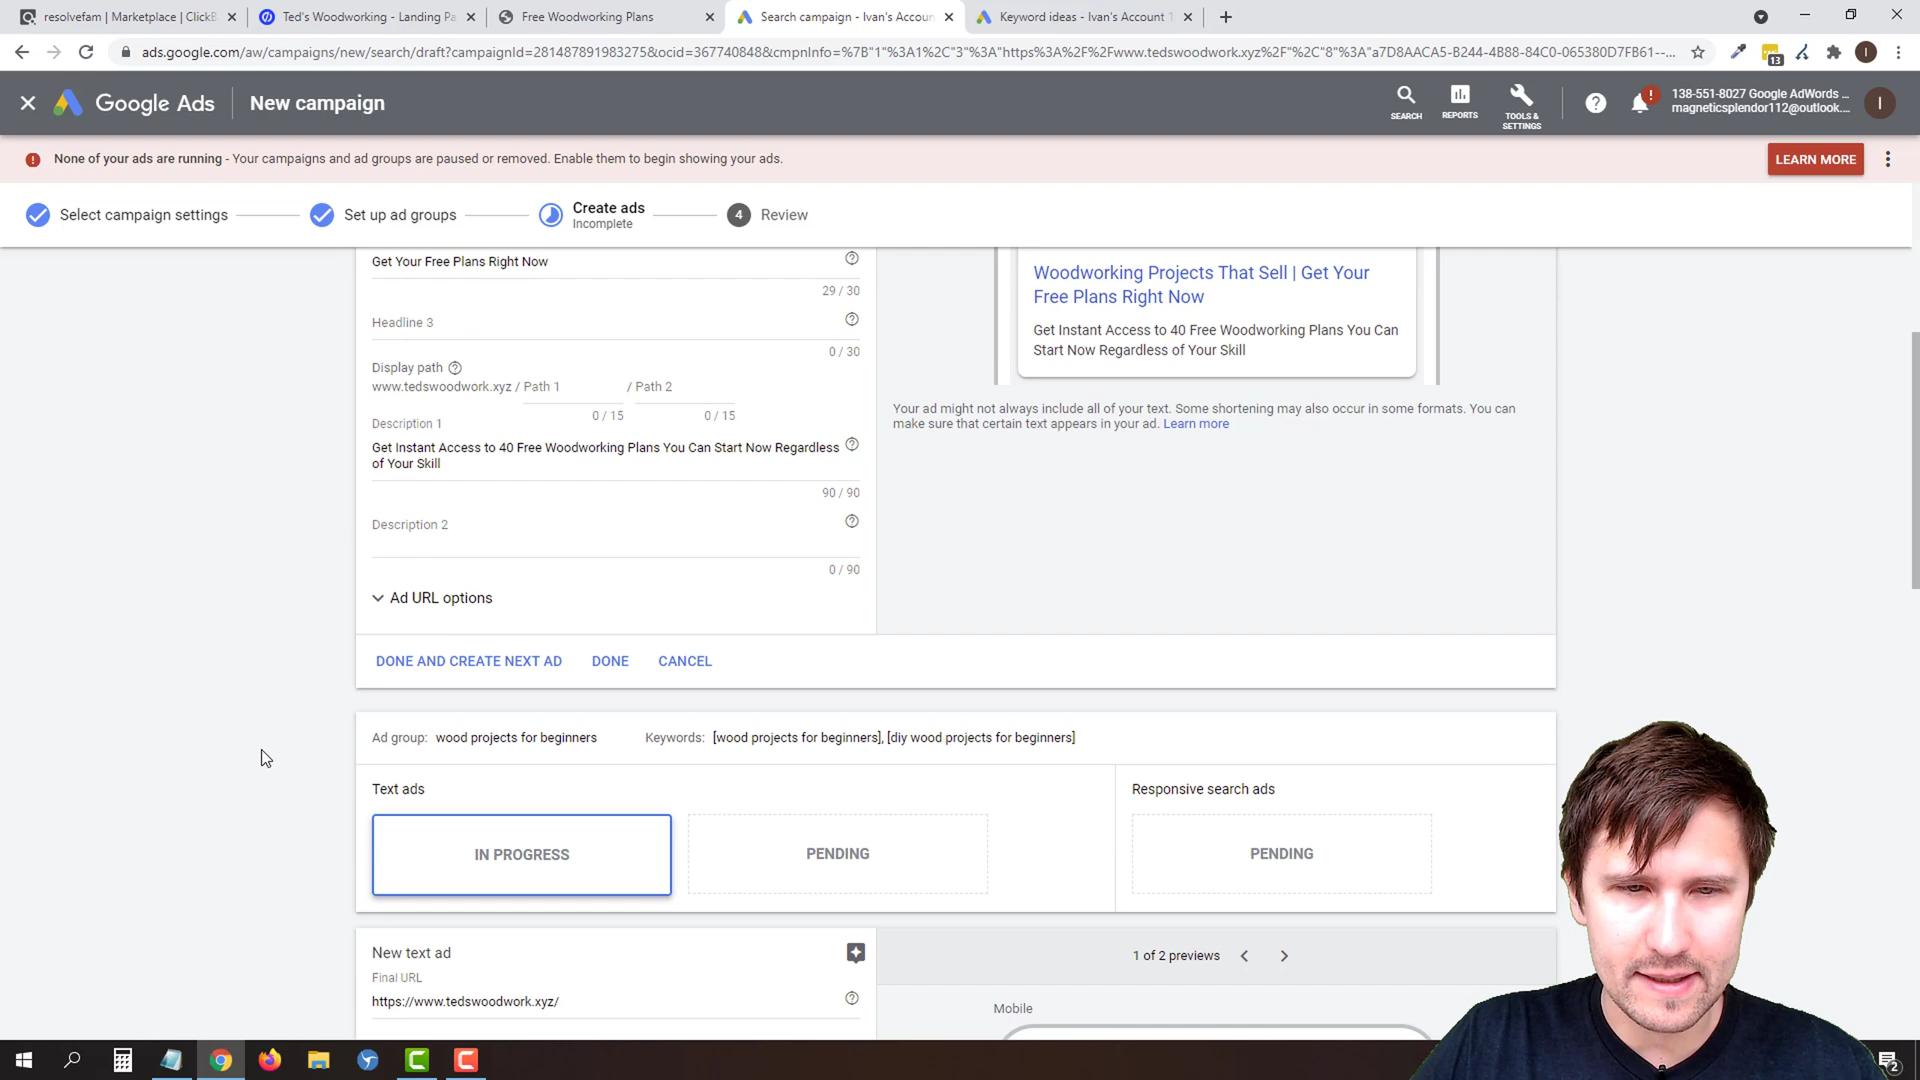 resolvefam | Marketplace | ClickB
Ted's Woodworking - Landing Pa
Free Woodworking Plans
Search campaign - Ivan's Accoun
Keyword ideas - Ivan's Account 1
ads.google.com/aw/campaigns/new/search/draft?campaignId=281487891983275&ocid=367740848&cmpnInfo=%7B"1"%3A1%2C"3"%3A"https%3A%2F%2Fwww.tedswoodwork.xyz%2F"%2C"8"%3A"a7D8AACA5-B244-4B88-84C0-065380D7FB61--...
13
I
Google Ads
New campaign
SEARCH
REPORTS
TOOLS & SETTINGS
138-551-8027 Google AdWords ...
magneticsplendor112@outlook....
I
None of your ads are running - Your campaigns and ad groups are paused or removed. Enable them to begin showing your ads.
LEARN MORE
Select campaign settings
Set up ad groups
Create ads
Incomplete
4
Review
Get Your Free Plans Right Now
29 / 30
Headline 3
0 / 30
Display path
www.tedswoodwork.xyz / Path 1 / Path 2
0 / 15
0 / 15
Description 1
Get Instant Access to 40 Free Woodworking Plans You Can Start Now Regardless
of Your Skill
90 / 90
Description 2
0 / 90
Ad URL options
Woodworking Projects That Sell | Get Your
Free Plans Right Now
Get Instant Access to 40 Free Woodworking Plans You Can
Start Now Regardless of Your Skill
Your ad might not always include all of your text. Some shortening may also occur in some formats. You can
make sure that certain text appears in your ad. Learn more
DONE AND CREATE NEXT AD
DONE
CANCEL
Ad group: wood projects for beginners
Keywords: [wood projects for beginners], [diy wood projects for beginners]
Text ads
IN PROGRESS
PENDING
Responsive search ads
PENDING
New text ad
Final URL
https://www.tedswoodwork.xyz/
1 of 2 previews
Mobile
2